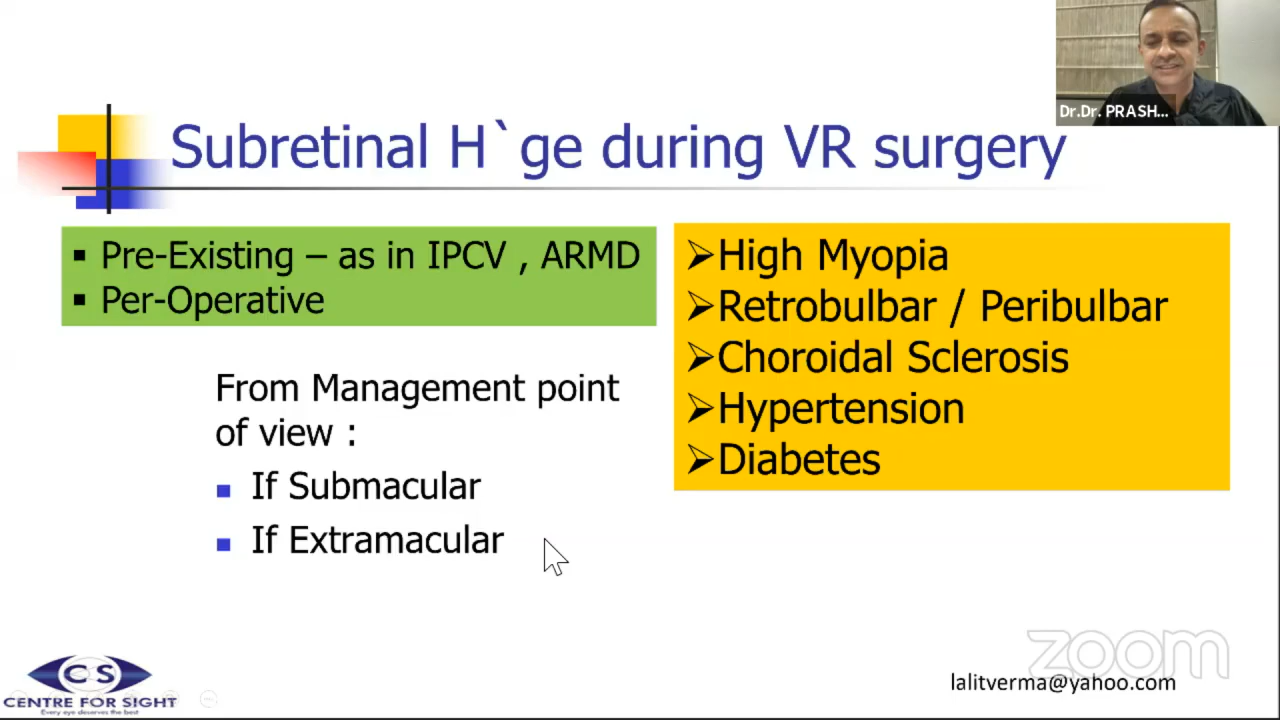 Dr.Dr. PRASH...
Subretinal H`ge during VR surgery
▪ Pre-Existing – as in IPCV , ARMD
▪ Per-Operative
From Management point
of view :
▪ If Submacular
▪ If Extramacular
➢High Myopia
➢Retrobulbar / Peribulbar
➢Choroidal Sclerosis
➢Hypertension
➢Diabetes
zoom
lalitverma@yahoo.com
CS
CENTRE FOR SIGHT
Every eye deserves the best